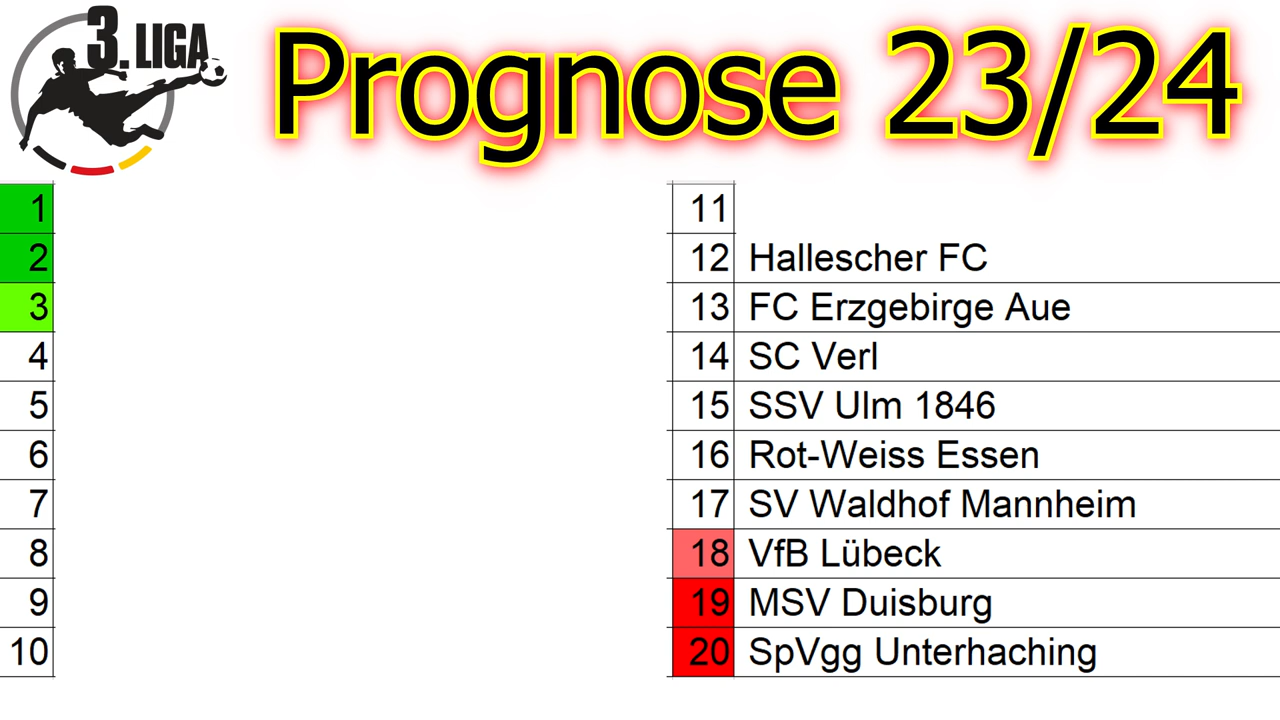 3. LIGA
Prognose 23/24
1
2
3
4
5
6
7
8
9
10
11
12 Hallescher FC
13 FC Erzgebirge Aue
14 SC Verl
15 SSV Ulm 1846
16 Rot-Weiss Essen
17 SV Waldhof Mannheim
18 VfB Lübeck
19 MSV Duisburg
20 SpVgg Unterhaching